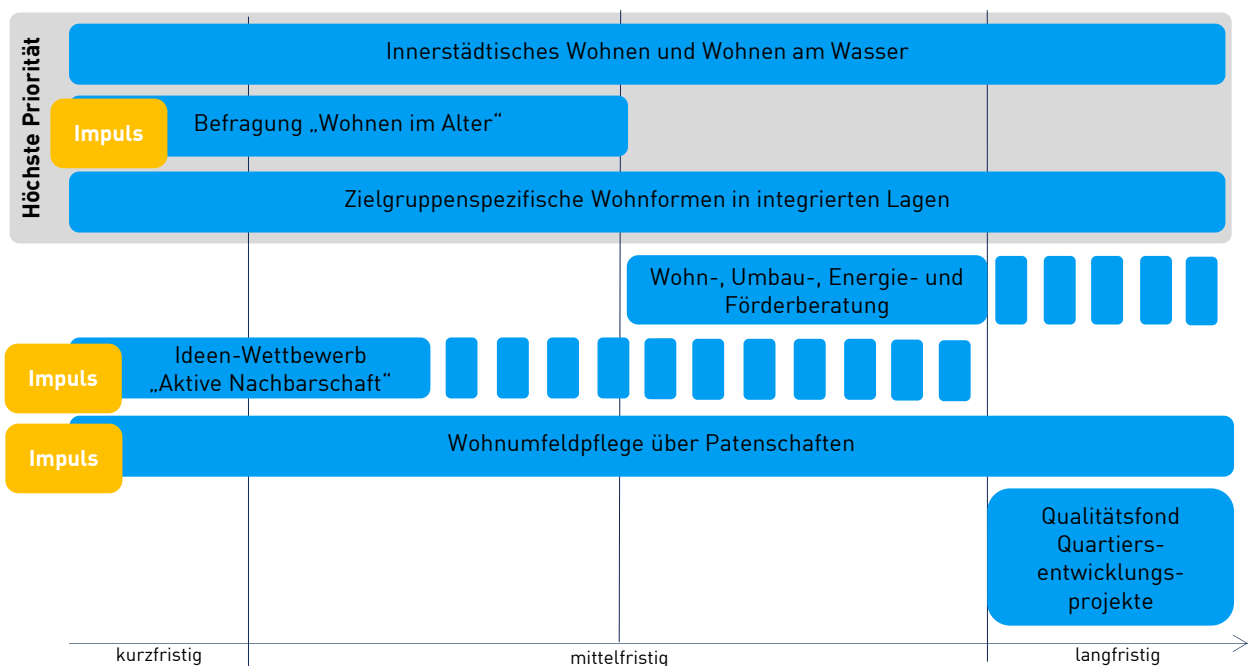 Höchste Priorität
Innerstädtisches Wohnen und Wohnen am Wasser
Impuls
Befragung „Wohnen im Alter“
Zielgruppenspezifische Wohnformen in integrierten Lagen
Wohn-, Umbau-, Energie- und
Förderberatung
Impuls
Ideen-Wettbewerb
„Aktive Nachbarschaft“
Impuls
Wohnumfeldpflege über Patenschaften
Qualitätsfond
Quartiers-
entwicklungs-
projekte
kurzfristig
mittelfristig
langfristig